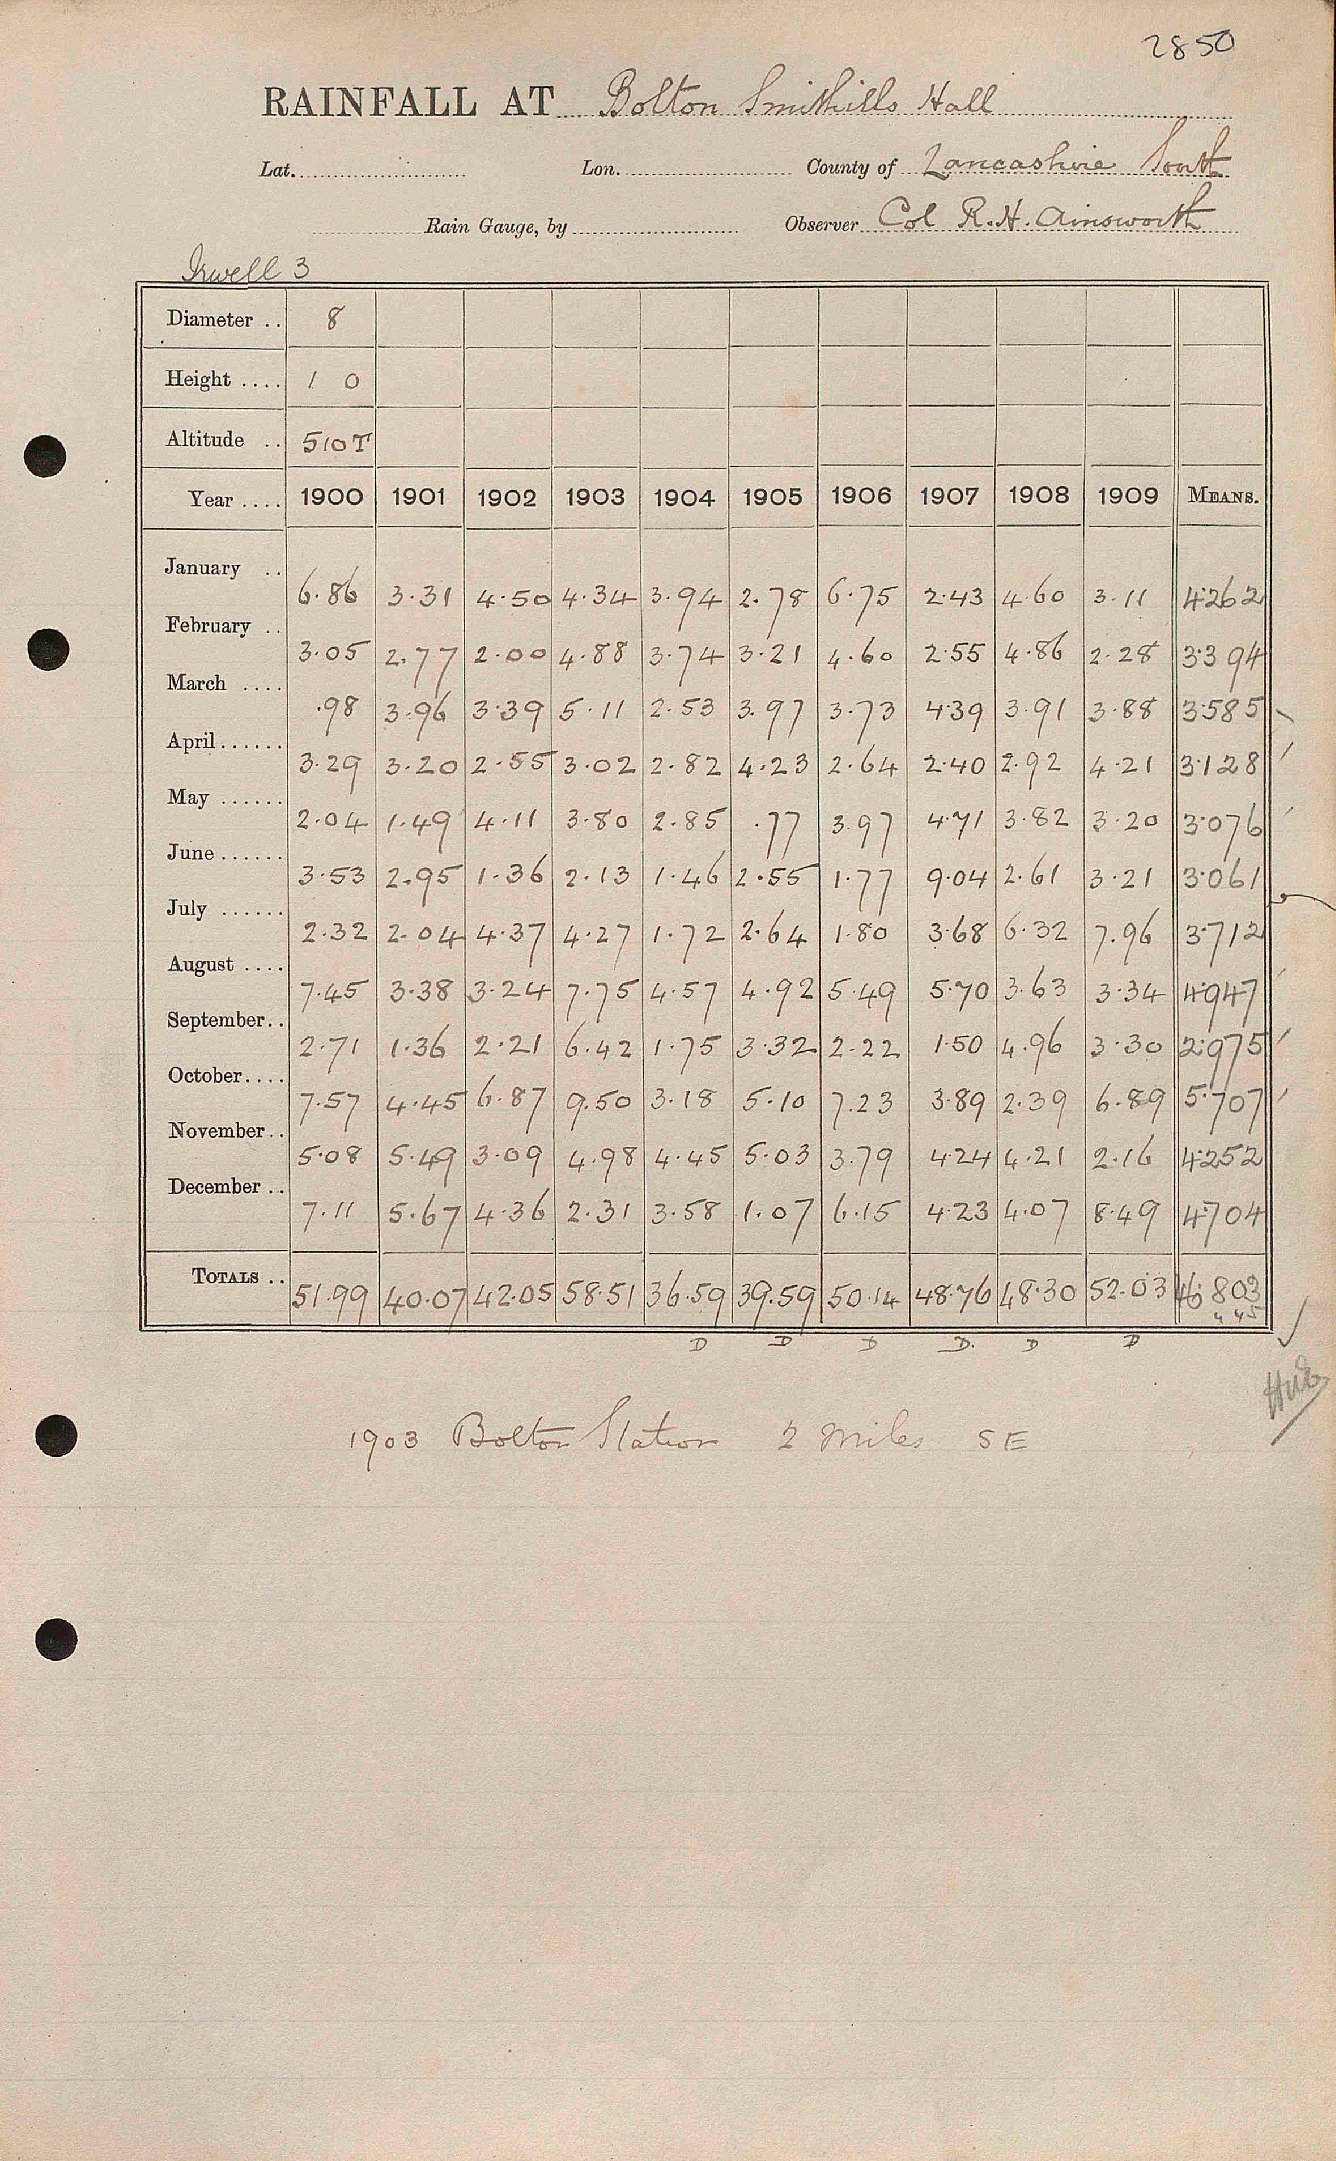 2850
RAINFALL AT Bolton Smithills Hall
Lat. Lon. County of Lancashire South
Rain Gauge, by Observer Col R. H. Ainsworth
Irwell 3
Diameter .. 8
Height .... 1 0
Altitude .. 510T
Year .... 1900 1901 1902 1903 1904 1905 1906 1907 1908 1909 MEANS.
January .. 6.86 3.31 4.50 4.34 3.94 2.78 6.75 2.43 4.60 3.11 4.262
February .. 3.05 2.77 2.00 4.88 3.74 3.21 4.60 2.55 4.86 2.28 3.394
March .... .98 3.96 3.39 5.11 2.53 3.97 3.73 4.39 3.91 3.88 3.585
April ...... 3.29 3.20 2.55 3.02 2.82 4.23 2.64 2.40 2.92 4.21 3.128
May ...... 2.04 1.49 4.11 3.80 2.85 .77 3.97 4.71 3.82 3.20 3.076
June ...... 3.53 2.95 1.36 2.13 1.46 2.55 1.77 9.04 2.61 3.21 3.061
July ...... 2.32 2.04 4.37 4.27 1.72 2.64 1.80 3.68 6.32 7.96 3.712
August .... 7.45 3.38 3.24 7.75 4.57 4.92 5.49 5.70 3.63 3.34 4.947
September.. 2.71 1.36 2.21 6.42 1.75 3.32 2.22 1.50 4.96 3.30 2.975
October.... 7.57 4.45 6.87 9.50 3.18 5.10 7.23 3.89 2.39 6.89 5.707
November.. 5.08 5.49 3.09 4.98 4.45 5.03 3.79 4.24 4.21 2.16 4.252
December .. 7.11 5.67 4.36 2.31 3.58 1.07 6.15 4.23 4.07 8.49 4.704
TOTALS .. 51.99 40.07 42.05 58.51 36.59 39.59 50.14 48.76 48.30 52.03 46.803
D D D D. D D
1903 Bolton Station 2 Miles SE